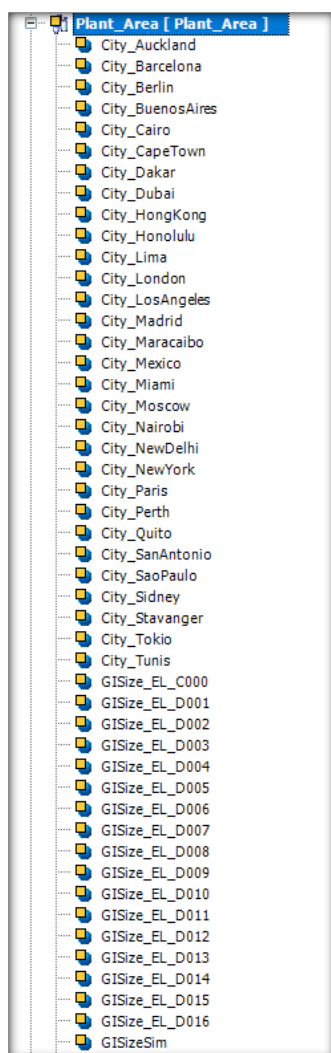 Plant_Area [ Plant_Area ]
City_Auckland
City_Barcelona
City_Berlin
City_BuenosAires
City_Cairo
City_CapeTown
City_Dakar
City_Dubai
City_HongKong
City_Honolulu
City_Lima
City_London
City_LosAngeles
City_Madrid
City_Maracaibo
City_Mexico
City_Miami
City_Moscow
City_Nairobi
City_NewDelhi
City_NewYork
City_Paris
City_Perth
City_Quito
City_SanAntonio
City_SaoPaulo
City_Sidney
City_Stavanger
City_Tokio
City_Tunis
GISize_EL_C000
GISize_EL_D001
GISize_EL_D002
GISize_EL_D003
GISize_EL_D004
GISize_EL_D005
GISize_EL_D006
GISize_EL_D007
GISize_EL_D008
GISize_EL_D009
GISize_EL_D010
GISize_EL_D011
GISize_EL_D012
GISize_EL_D013
GISize_EL_D014
GISize_EL_D015
GISize_EL_D016
GISizeSim